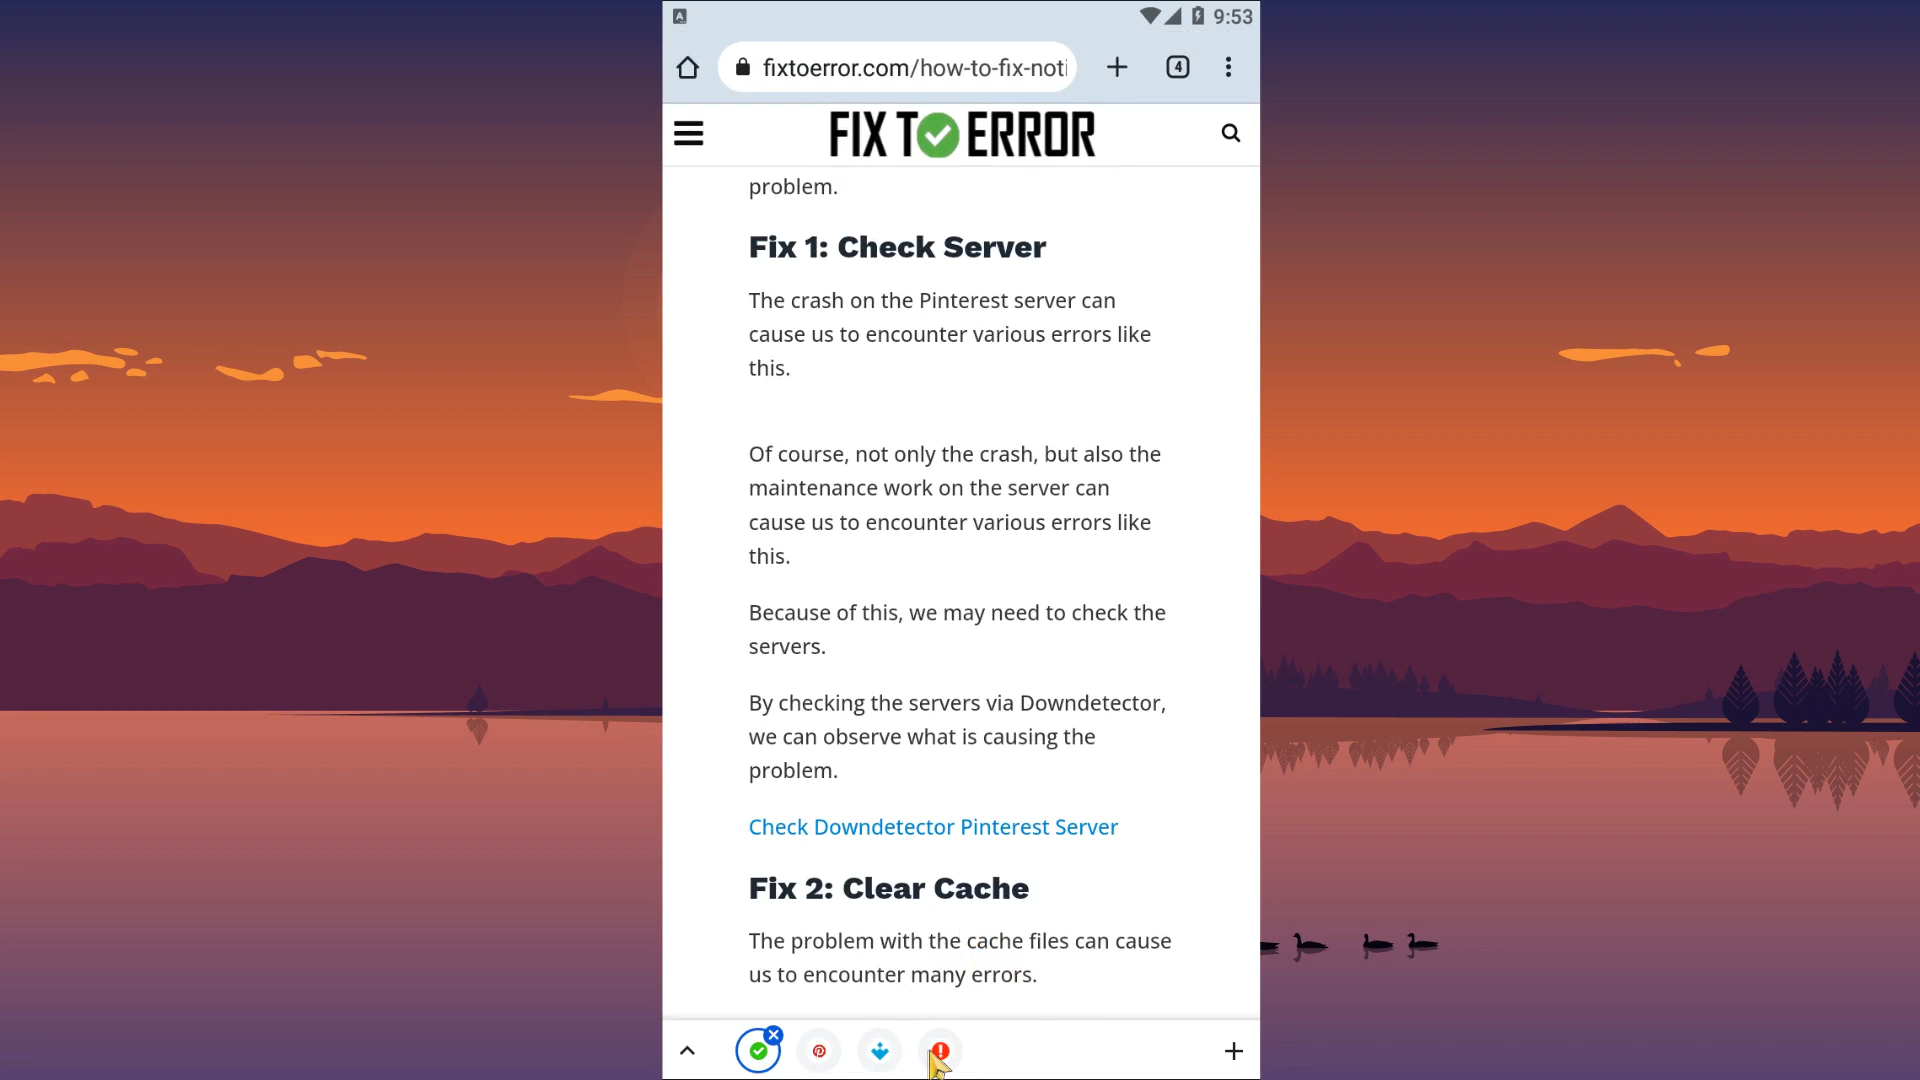 A
9:53
fixtoerror.com/how-to-fix-noti
4
FIX TO ERROR
problem.
Fix 1: Check Server
The crash on the Pinterest server can
cause us to encounter various errors like
this.
Of course, not only the crash, but also the
maintenance work on the server can
cause us to encounter various errors like
this.
Because of this, we may need to check the
servers.
By checking the servers via Downdetector,
we can observe what is causing the
problem.
Check Downdetector Pinterest Server
Fix 2: Clear Cache
The problem with the cache files can cause
us to encounter many errors.